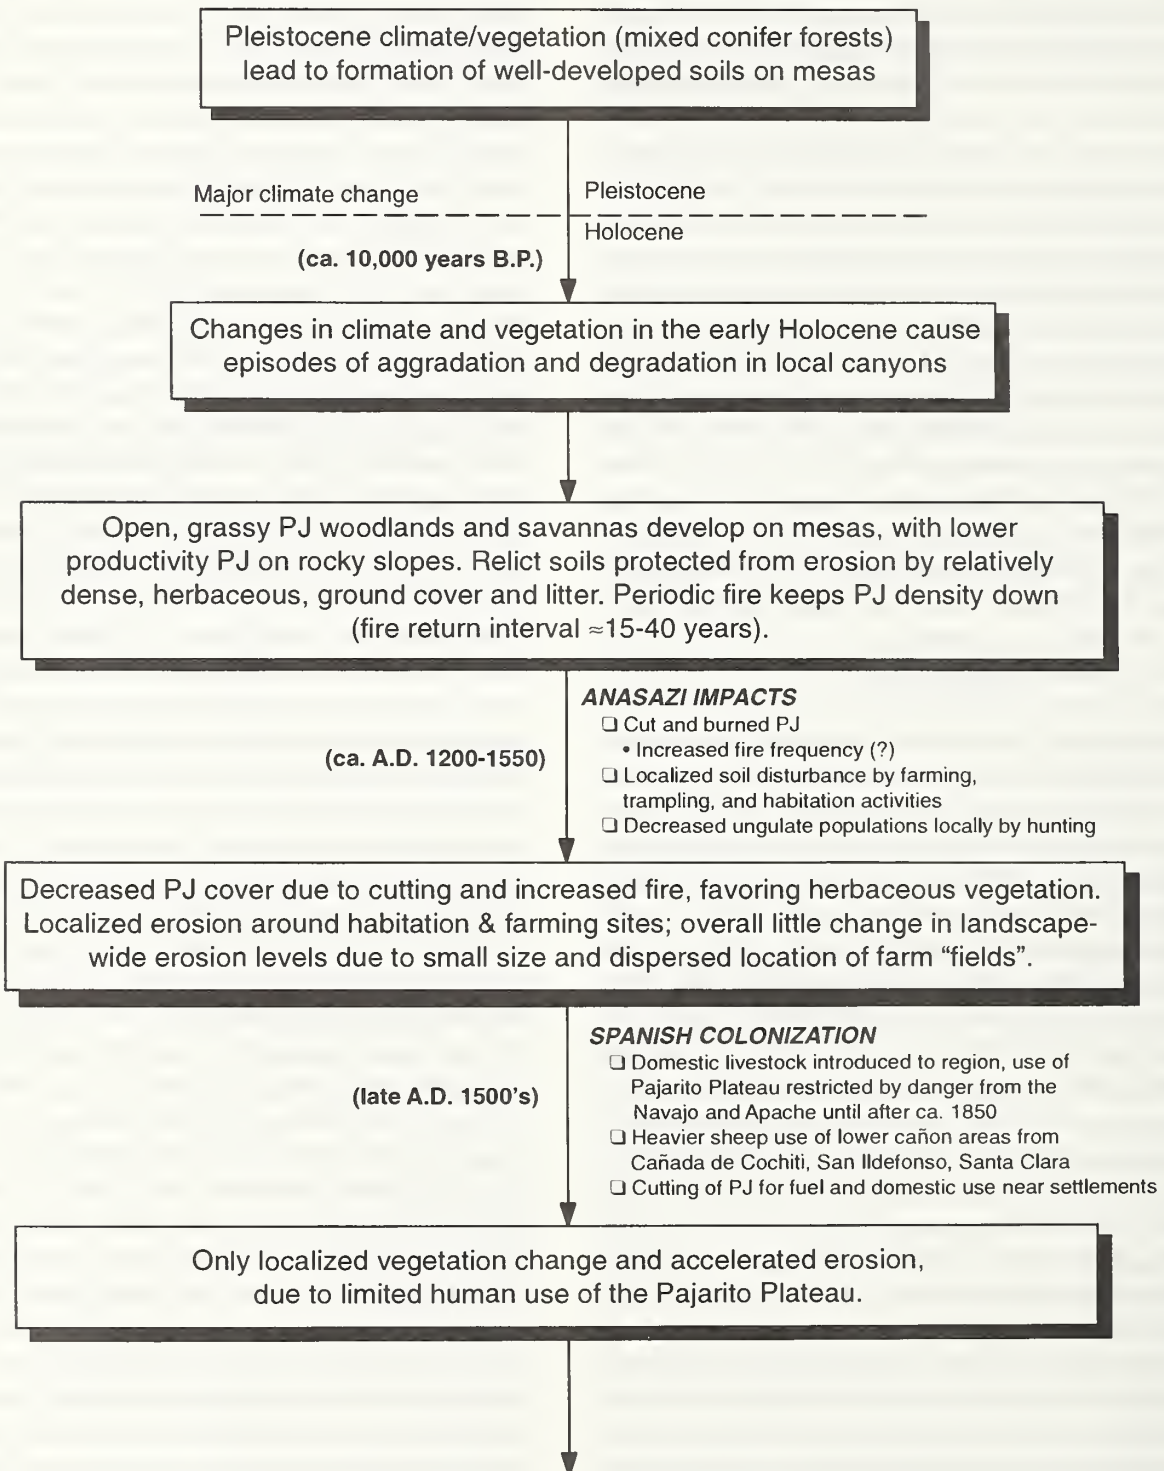 Pleistocene climate/vegetation (mixed conifer forests)
lead to formation of well-developed soils on mesas
Major climate change
Pleistocene
Holocene
(ca. 10,000 years B.P.)
Changes in climate and vegetation in the early Holocene cause
episodes of aggradation and degradation in local canyons
Open, grassy PJ woodlands and savannas develop on mesas, with lower
productivity PJ on rocky slopes. Relict soils protected from erosion by relatively
dense, herbaceous, ground cover and litter. Periodic fire keeps PJ density down
(fire return interval ≈15-40 years).
(ca. A.D. 1200-1550)
ANASAZI IMPACTS
❏ Cut and burned PJ
• Increased fire frequency (?)
❏ Localized soil disturbance by farming,
trampling, and habitation activities
❏ Decreased ungulate populations locally by hunting
Decreased PJ cover due to cutting and increased fire, favoring herbaceous vegetation.
Localized erosion around habitation & farming sites; overall little change in landscape-
wide erosion levels due to small size and dispersed location of farm “fields”.
(late A.D. 1500's)
SPANISH COLONIZATION
❏ Domestic livestock introduced to region, use of
Pajarito Plateau restricted by danger from the
Navajo and Apache until after ca. 1850
❏ Heavier sheep use of lower cañon areas from
Cañada de Cochiti, San Ildefonso, Santa Clara
❏ Cutting of PJ for fuel and domestic use near settlements
Only localized vegetation change and accelerated erosion,
due to limited human use of the Pajarito Plateau.